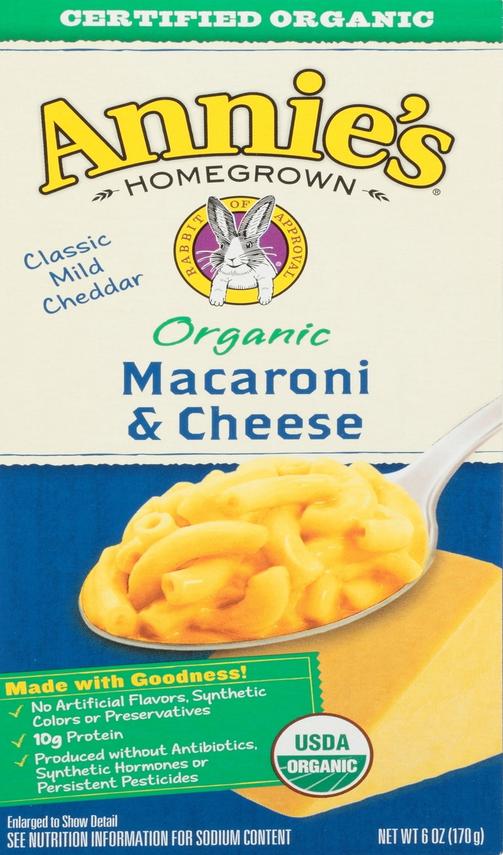 CERTIFIED ORGANIC
Annie's
HOMEGROWN
®
RABBIT OF APPROVAL
®
Classic
Mild
Cheddar
Organic
Macaroni
& Cheese
Made with Goodness!
✓ No Artificial Flavors, Synthetic
Colors or Preservatives
✓ 10g Protein
✓ Produced without Antibiotics,
Synthetic Hormones or
Persistent Pesticides
USDA
ORGANIC
Enlarged to Show Detail
SEE NUTRITION INFORMATION FOR SODIUM CONTENT
NET WT 6 OZ (170 g)